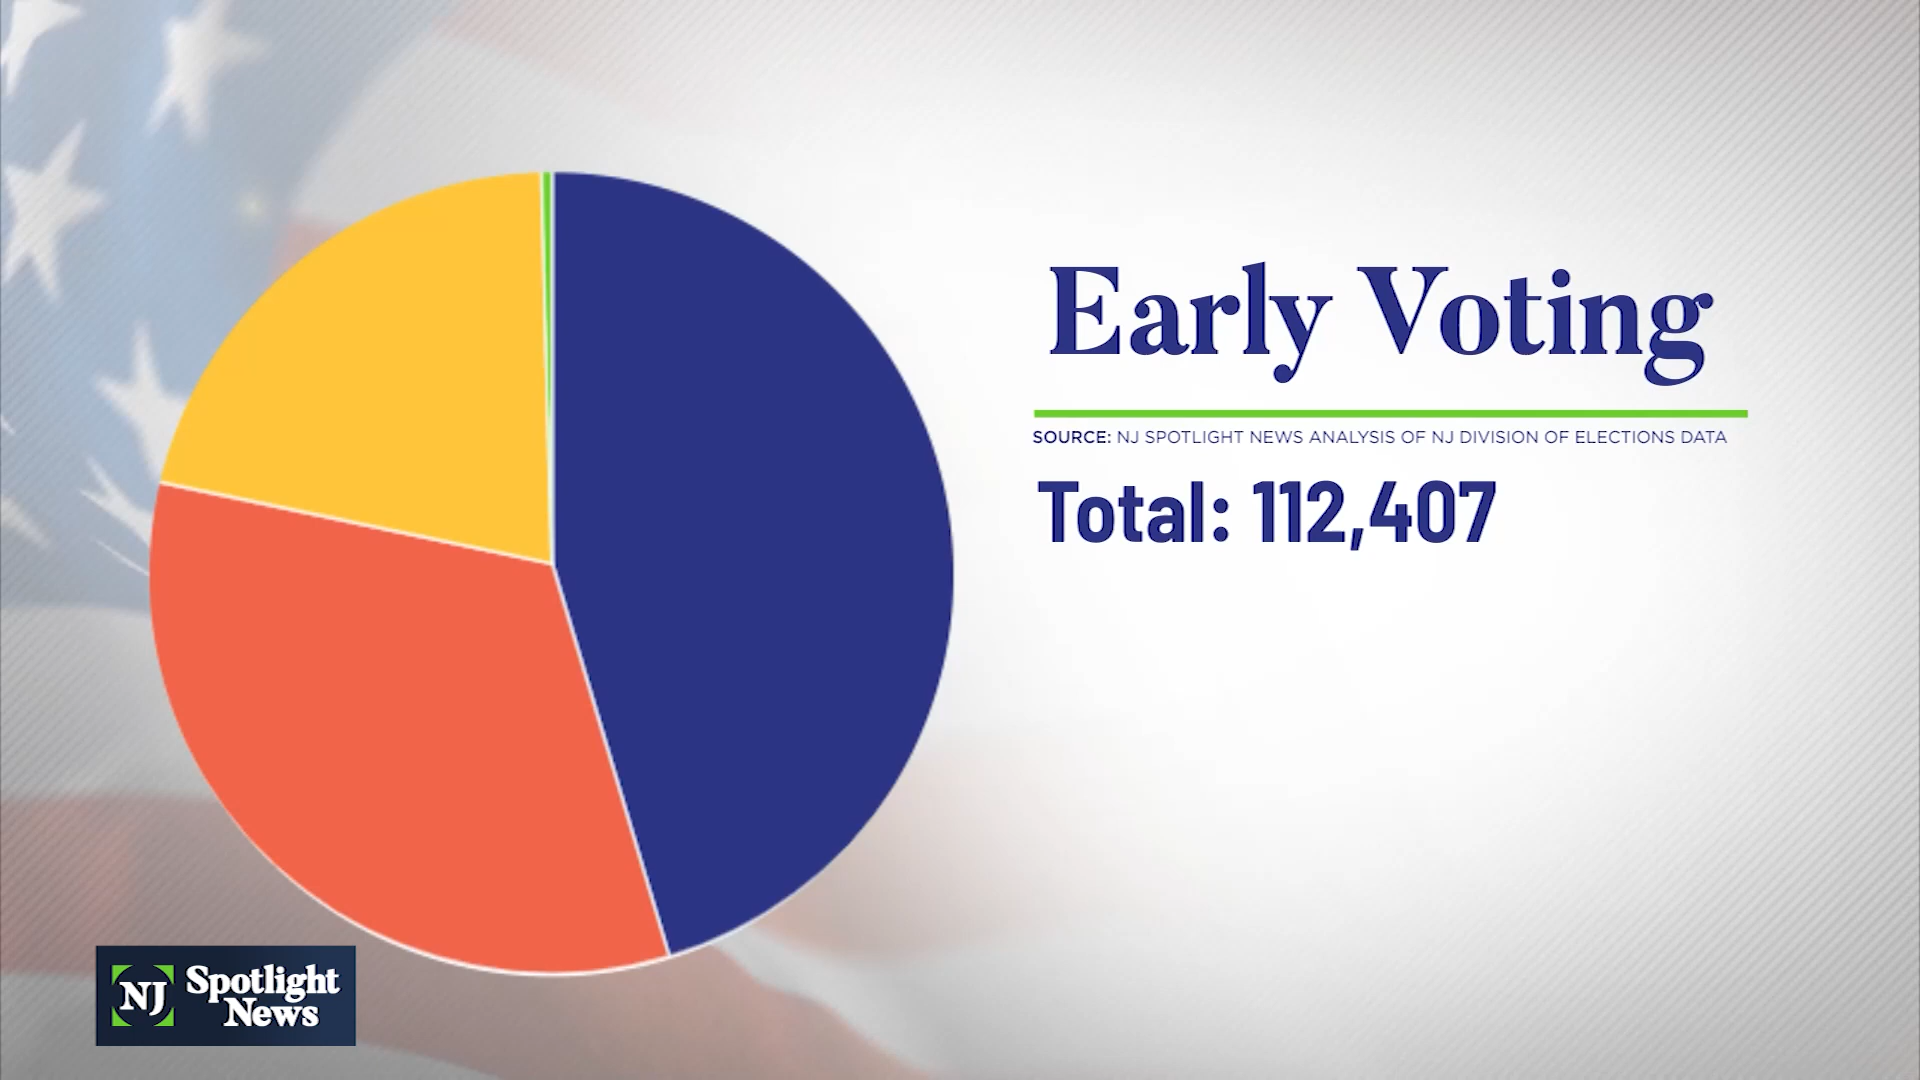 Early Voting
SOURCE: NJ SPOTLIGHT NEWS ANALYSIS OF NJ DIVISION OF ELECTIONS DATA
Total: 112,407
NJ Spotlight
News